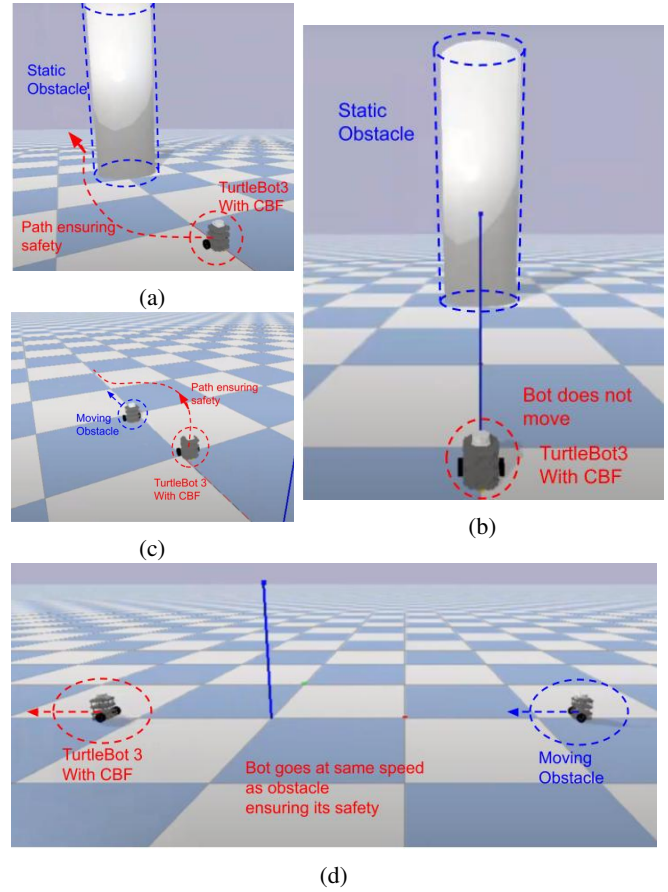 Static
Obstacle
TurtleBot3
With CBF
Path ensuring
safety
(a)
Static
Obstacle
Bot does not
move
TurtleBot3
With CBF
(b)
Path ensuring
safety
Moving
Obstacle
TurtleBot 3
With CBF
(c)
TurtleBot 3
With CBF
Bot goes at same speed
as obstacle
ensuring its safety
Moving
Obstacle
(d)